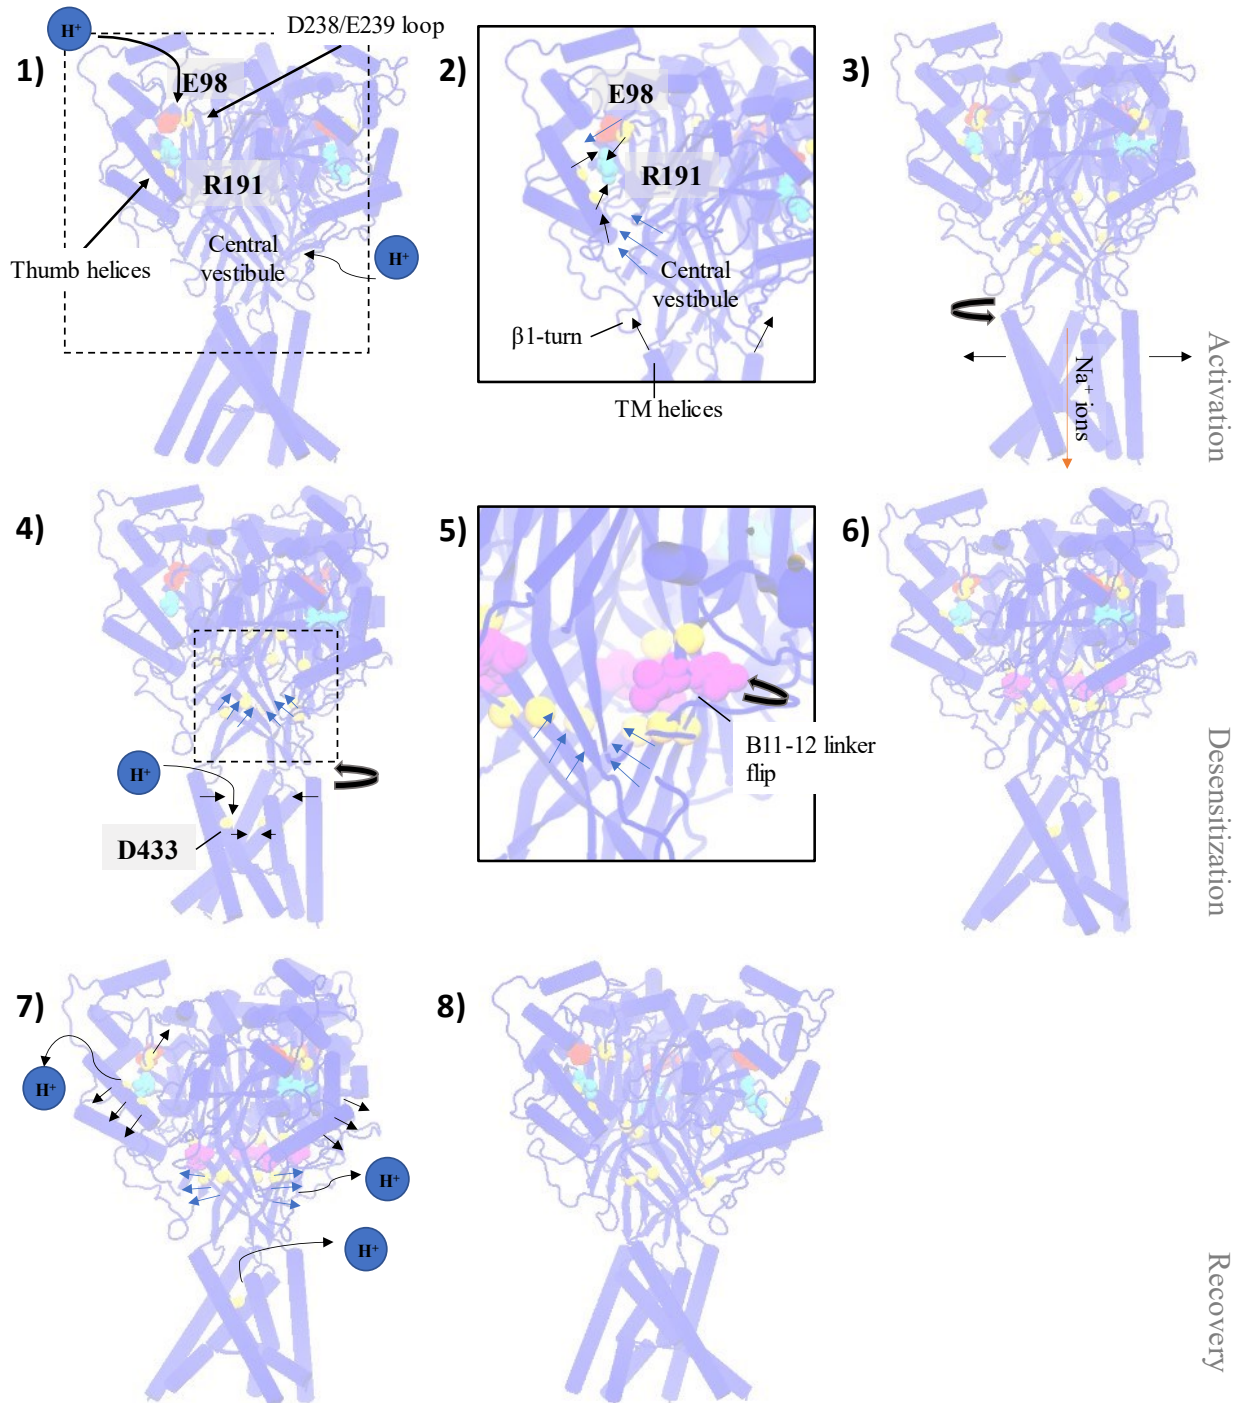 H+
D238/E239 loop
1)
E98
R191
Central
vestibule
H+
Thumb helices
2)
E98
R191
Central
vestibule
β1-turn
TM helices
3)
Na+ ions
Activation
4)
H+
D433
5)
B11-12 linker
flip
6)
Desensitization
7)
H+
H+
H+
8)
Recovery